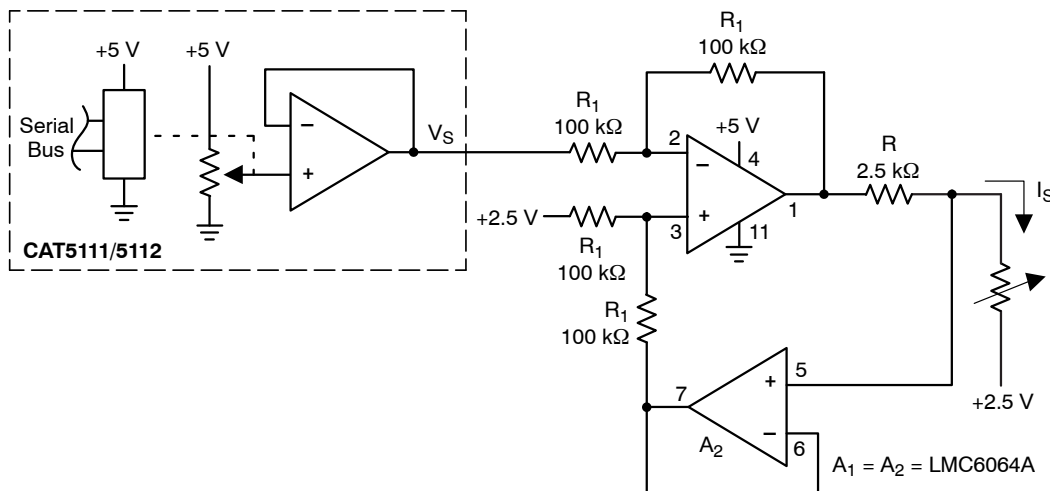 R1
100 kΩ
+5 V
+5 V
Serial
Bus
VS
R1
100 kΩ
+5 V
2
4
−
−
+
+
3
11
1
R
2.5 kΩ
IS
+2.5 V
R1
100 kΩ
CAT5111/5112
R1
100 kΩ
+2.5 V
7
5
+
−
6
A2
A1 = A2 = LMC6064A